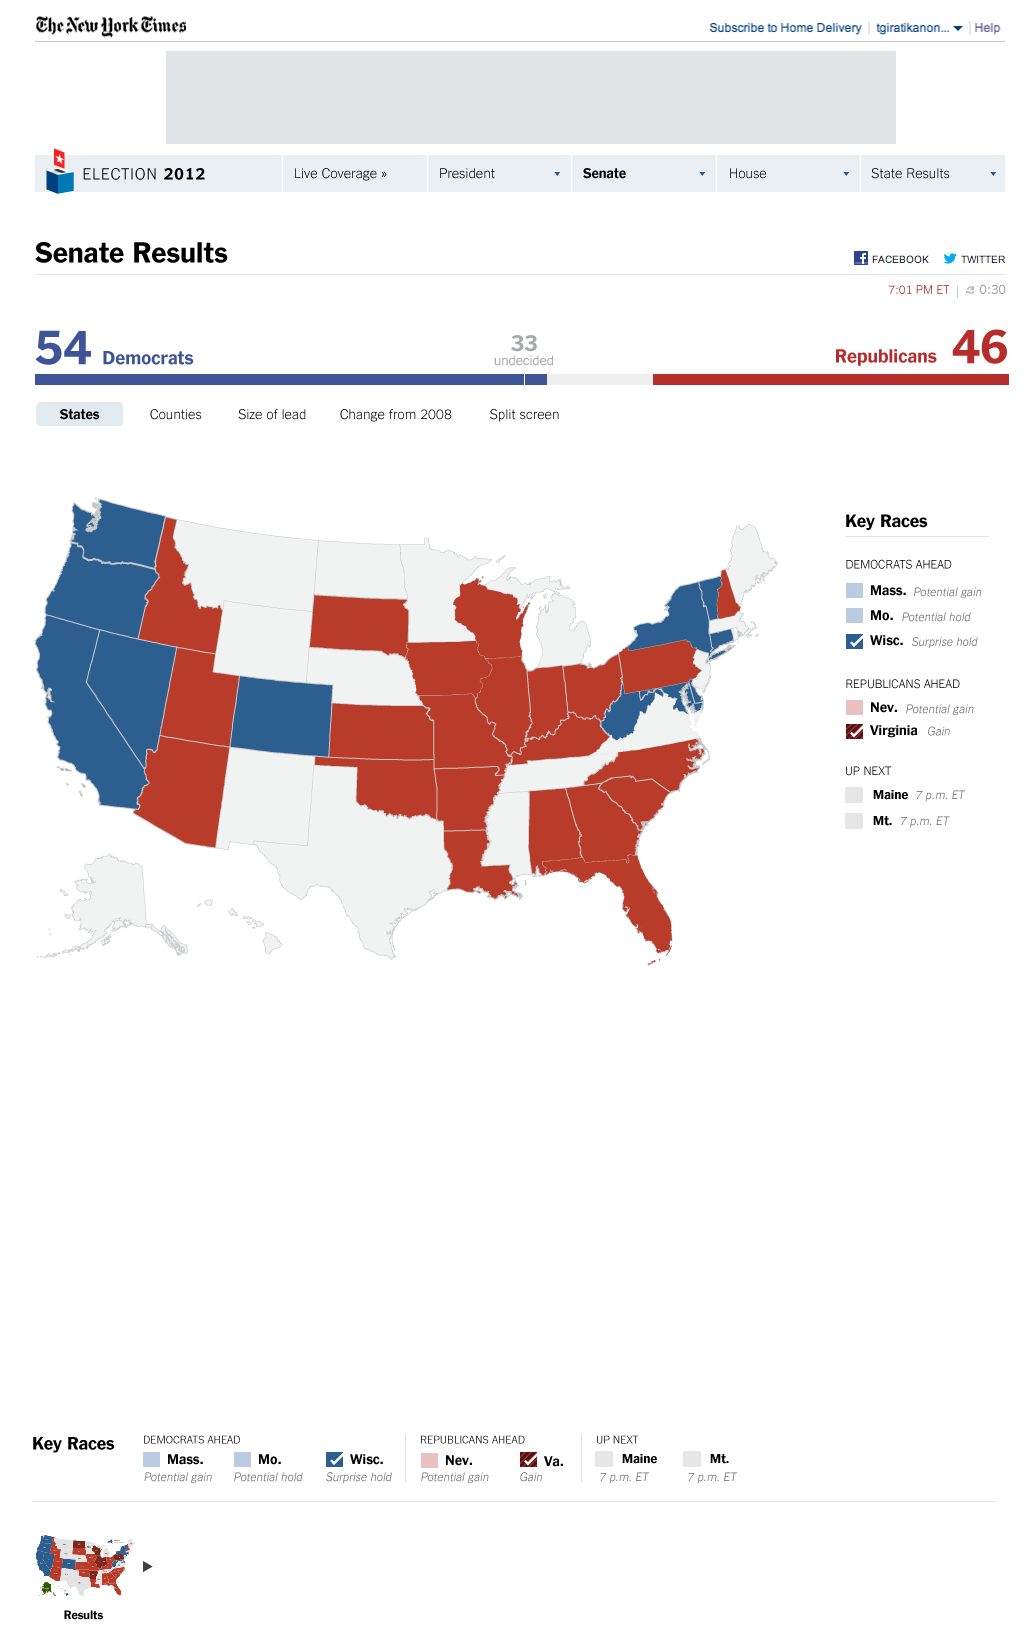 The New York Times
Subscribe to Home Delivery | tgiratikanon... | Help
ELECTION 2012
Live Coverage »
President
Senate
House
State Results
Senate Results
FACEBOOK
TWITTER
7:01 PM ET | 0:30
54 Democrats
33
undecided
Republicans 46
States
Counties
Size of lead
Change from 2008
Split screen
Key Races
DEMOCRATS AHEAD
Mass. Potential gain
Mo. Potential hold
Wisc. Surprise hold
REPUBLICANS AHEAD
Nev. Potential gain
Virginia Gain
UP NEXT
Maine 7 p.m. ET
Mt. 7 p.m. ET
Key Races
DEMOCRATS AHEAD
Mass.
Potential gain
Mo.
Potential hold
Wisc.
Surprise hold
REPUBLICANS AHEAD
Nev.
Potential gain
Va.
Gain
UP NEXT
Maine
7 p.m. ET
Mt.
7 p.m. ET
Results